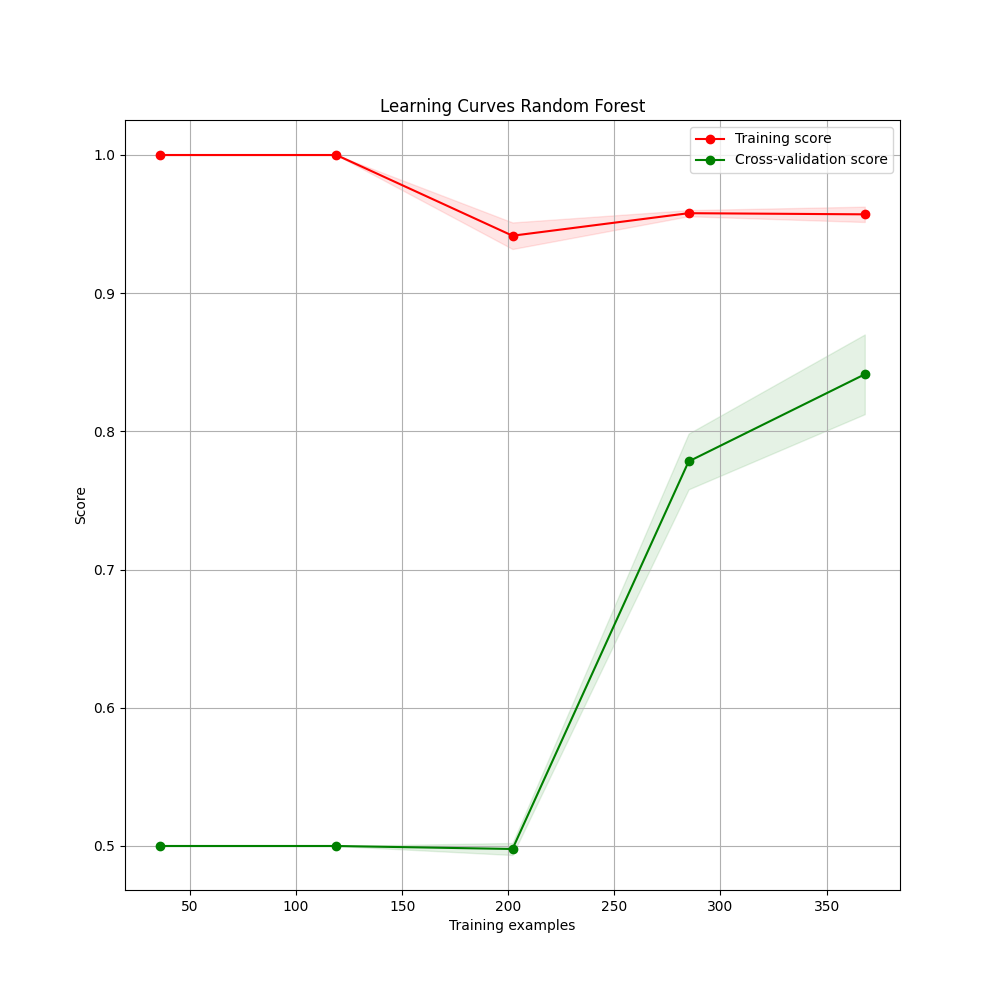 Learning Curves Random Forest
Training score
Cross-validation score
1.0
0.9
0.8
0.7
0.6
0.5
Score
50 100 150 200 250 300 350
Training examples